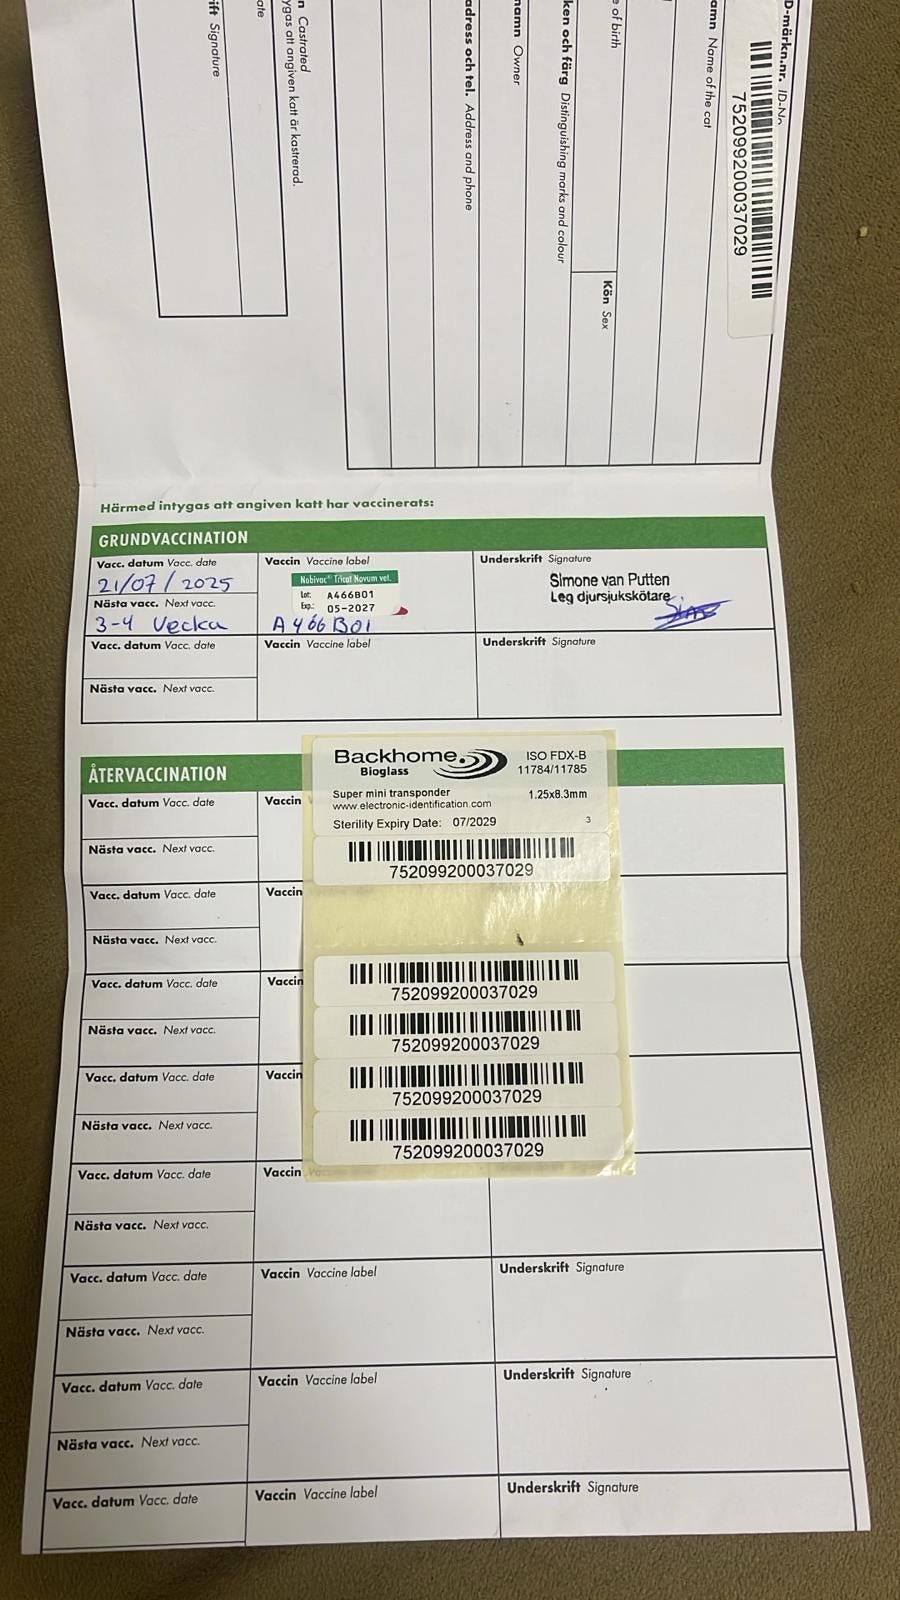 D-märkn.nr. ID-No
752099200037029
amn Name of the cat
e of birth
Kön Sex
ken och färg Distinguishing marks and colour
namn Owner
adress och tel. Address and phone
n Castrated
ygas att angiven katt är kastrerad.
ate
ift Signature
Härmed intygas att angiven katt har vaccinerats:
GRUNDVACCINATION
Vacc. datum Vacc. date
21/07/2025
Nästa vacc. Next vacc.
3-4 Vecka
Vaccin Vaccine label
Nobivac® Tricat Novum vet.
Lot: A466B01
Exp.: 05-2027
A466B01
Underskrift Signature
Simone van Putten
Leg djursjukskötare
Vacc. datum Vacc. date
Nästa vacc. Next vacc.
Vaccin Vaccine label
Underskrift Signature
ÅTERVACCINATION
Backhome
Bioglass
ISO FDX-B
11784/11785
Super mini transponder
1.25x8.3mm
www.electronic-identification.com
Sterility Expiry Date: 07/2029
3
752099200037029
752099200037029
752099200037029
752099200037029
752099200037029
Vacc. datum Vacc. date
Vaccin
Nästa vacc. Next vacc.
Vacc. datum Vacc. date
Vaccin
Nästa vacc. Next vacc.
Vacc. datum Vacc. date
Vaccin
Nästa vacc. Next vacc.
Vacc. datum Vacc. date
Vaccin
Nästa vacc. Next vacc.
Vacc. datum Vacc. date
Vaccin
Nästa vacc. Next vacc.
Vacc. datum Vacc. date
Vaccin Vaccine label
Underskrift Signature
Nästa vacc. Next vacc.
Vacc. datum Vacc. date
Vaccin Vaccine label
Underskrift Signature
Nästa vacc. Next vacc.
Vacc. datum Vacc. date
Vaccin Vaccine label
Underskrift Signature